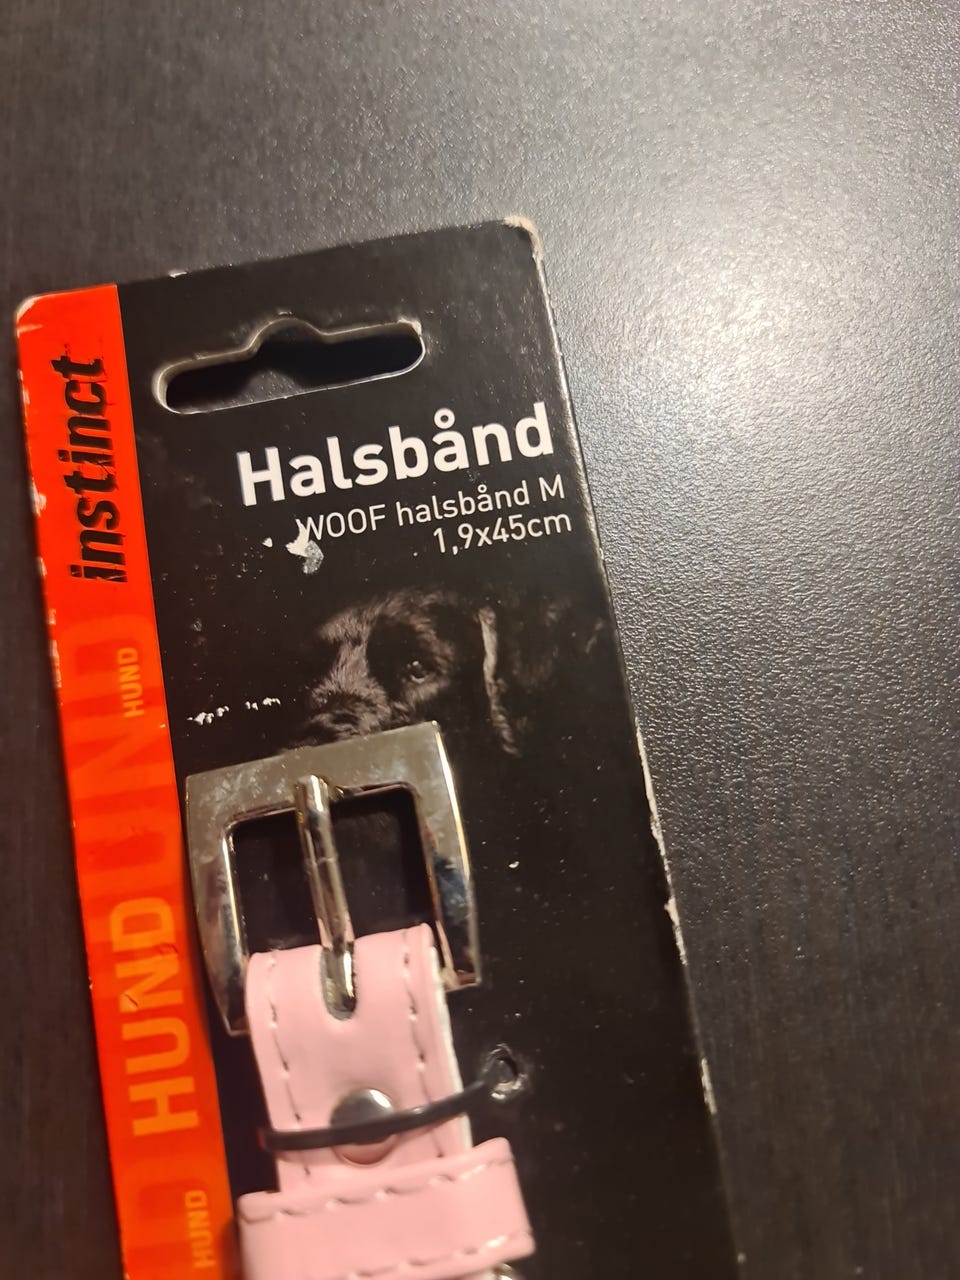 Halsbånd
WOOF halsbånd M
1,9x45cm
instinct
HUND
HUND
HUND